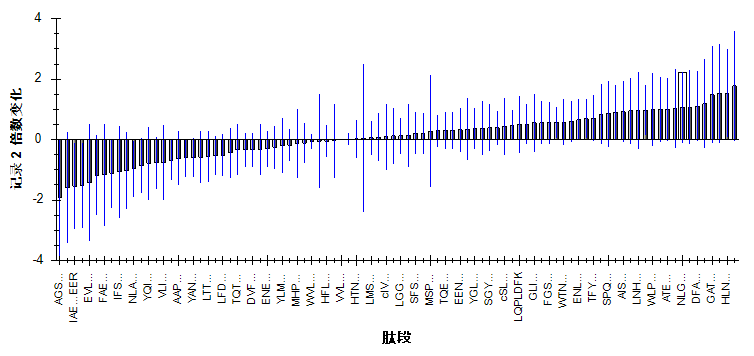 记录 2 倍数变化
4
2
0
-2
-4
AGS...
IAE...EER
EVL...
FAE...
IFS...
NLA...
YQI...
VLI...
AAP...
YAN...
LTT...
LFD...
TQT...
DVF...
ENE...
YLM...
MHP...
WVL...
HFL...
VVL...
HTN...
LMS...
cIV...
LGG...
SFS...
MSP...
TQE...
EEN...
YGL...
SGY...
cSL...
LQPLDFK
GLI...
FGS...
WTN...
ENL...
TFY...
SPQ...
AIS...
LNH...
WLP...
ATE...
NLG...
DFA...
GAT...
HLN...
肽段